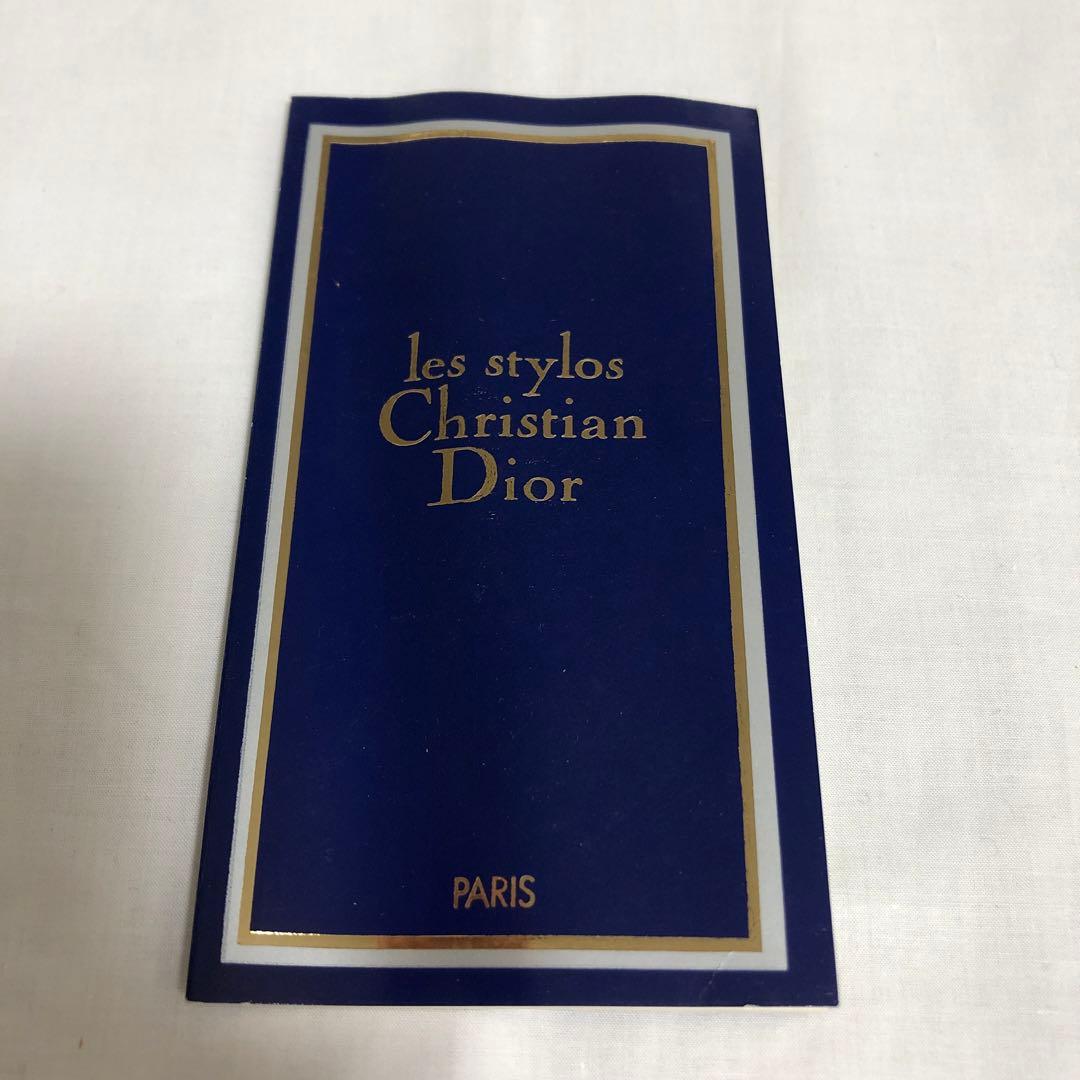 les stylos
Christian
Dior
PARIS